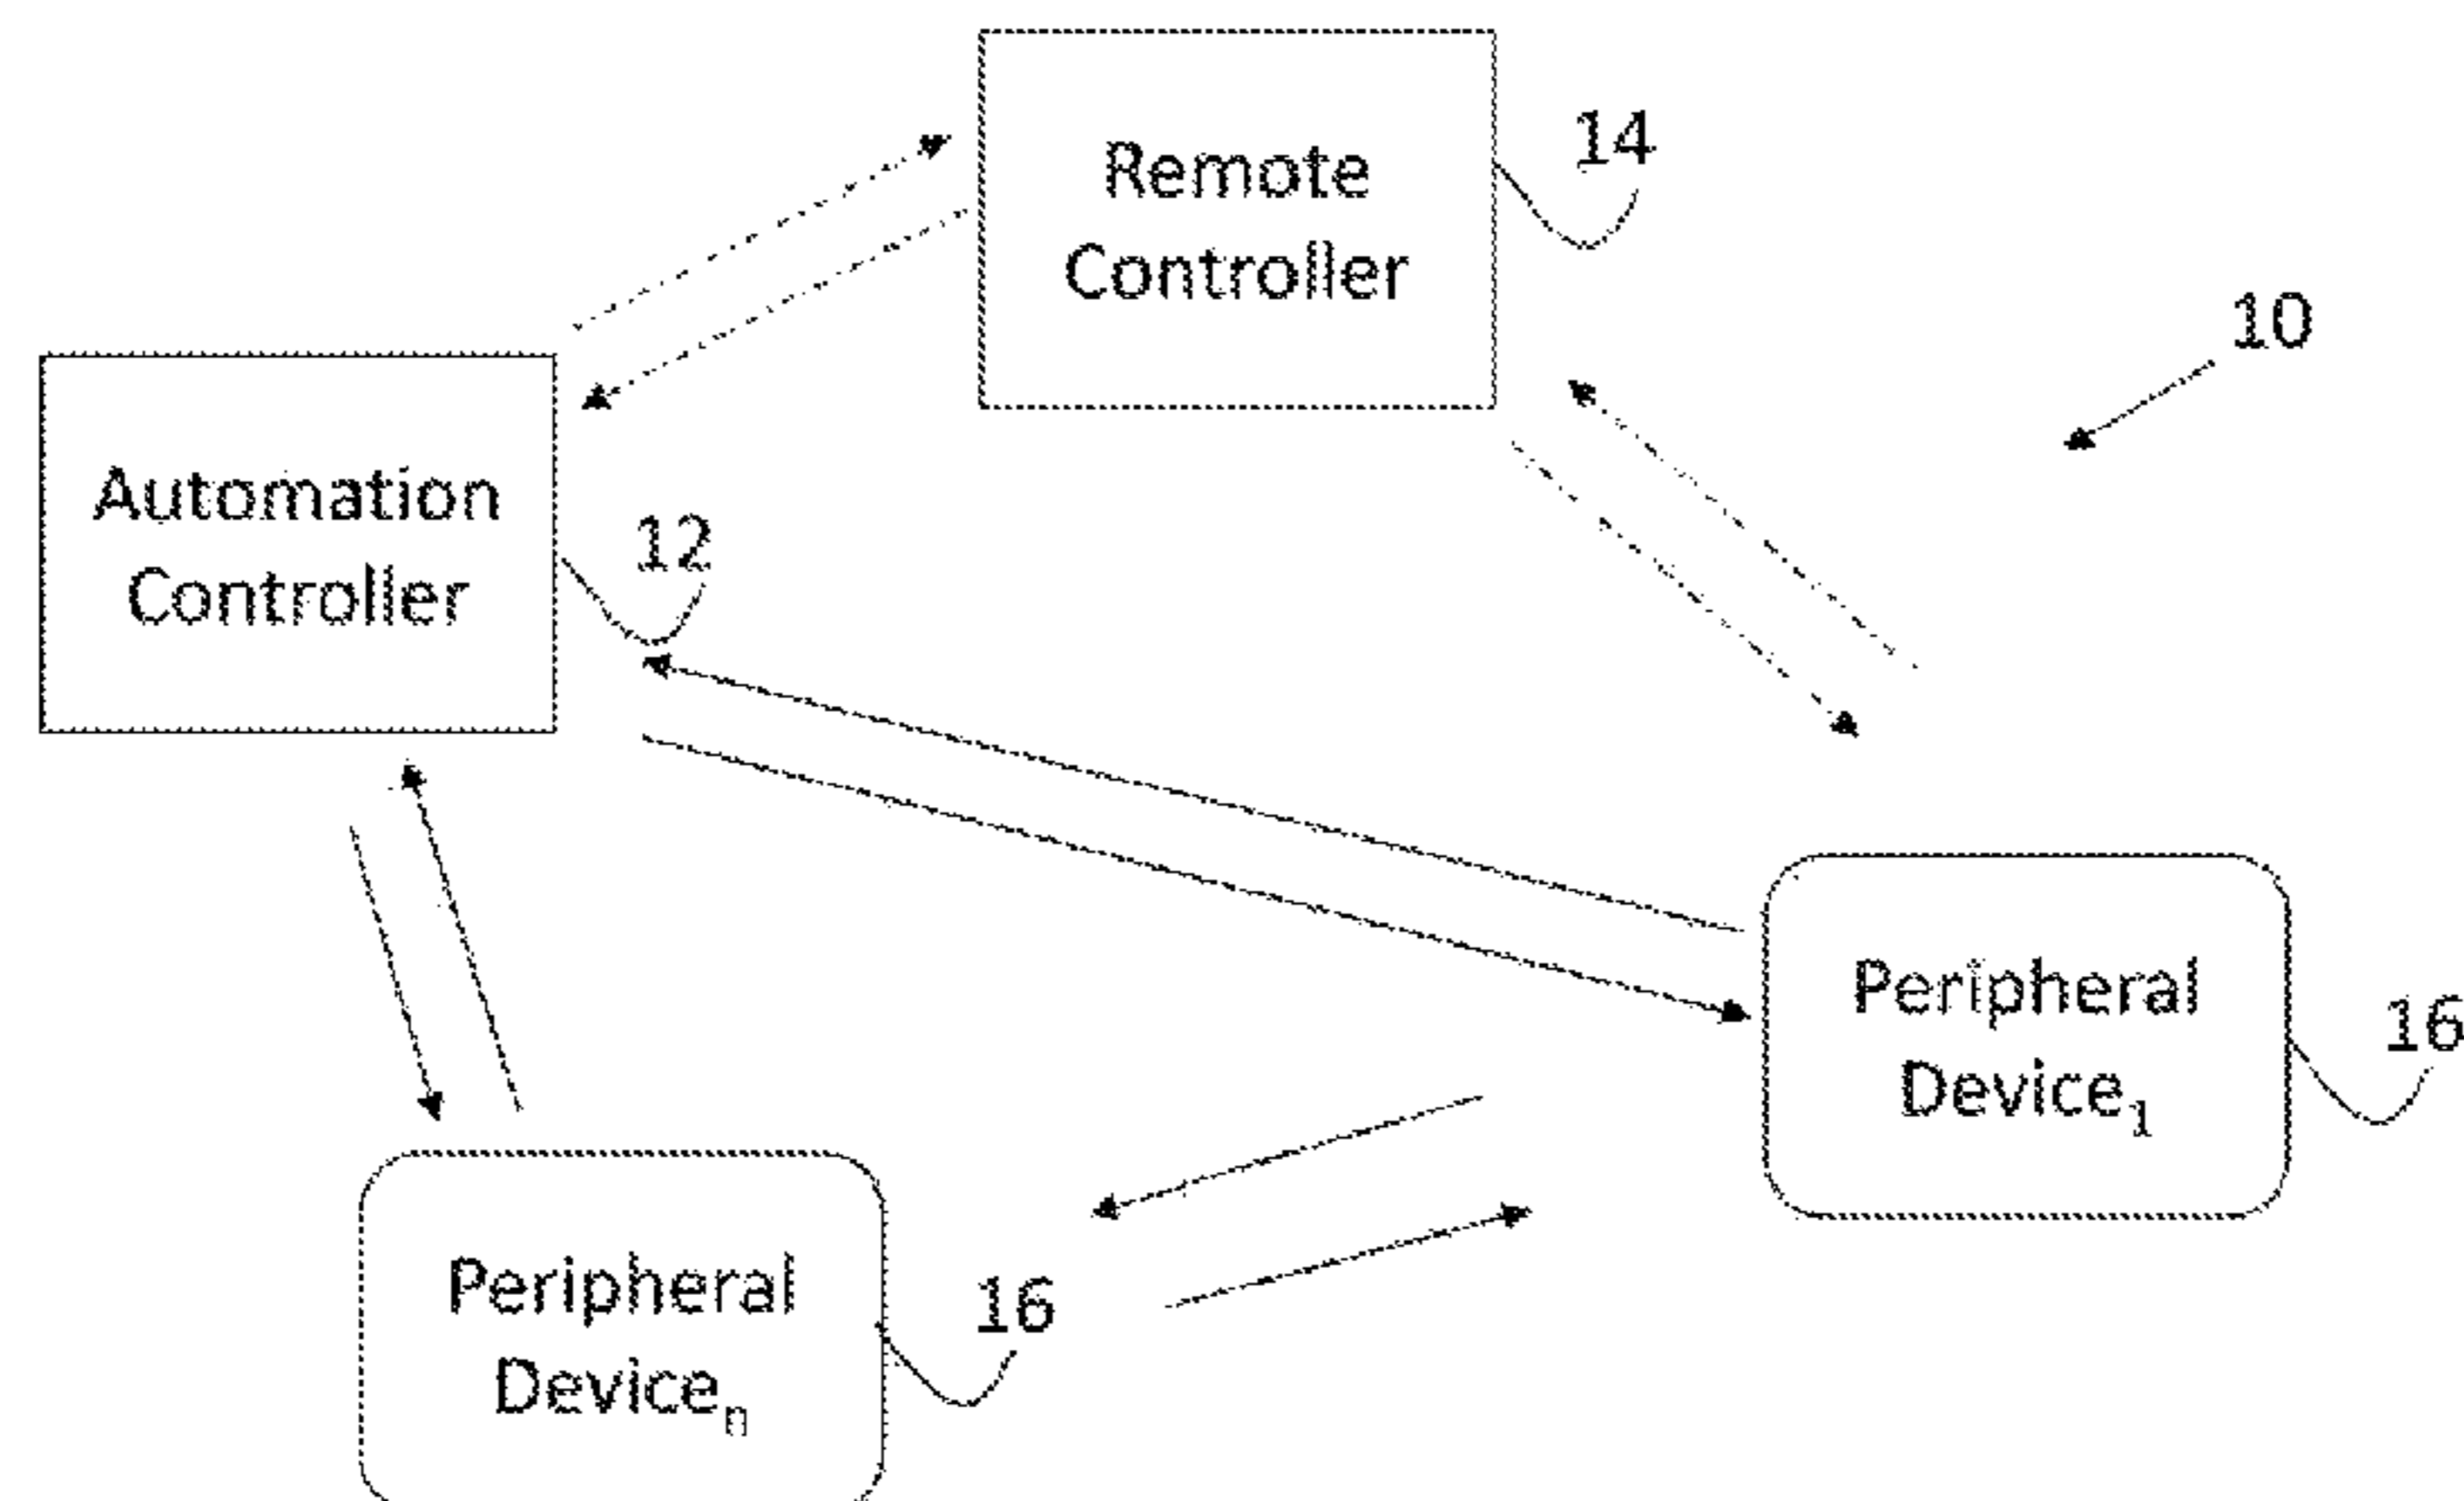 Remote
Controller
14
10
Automation
Controller
12
Peripheral
Device1
16
Peripheral
Devicen
16